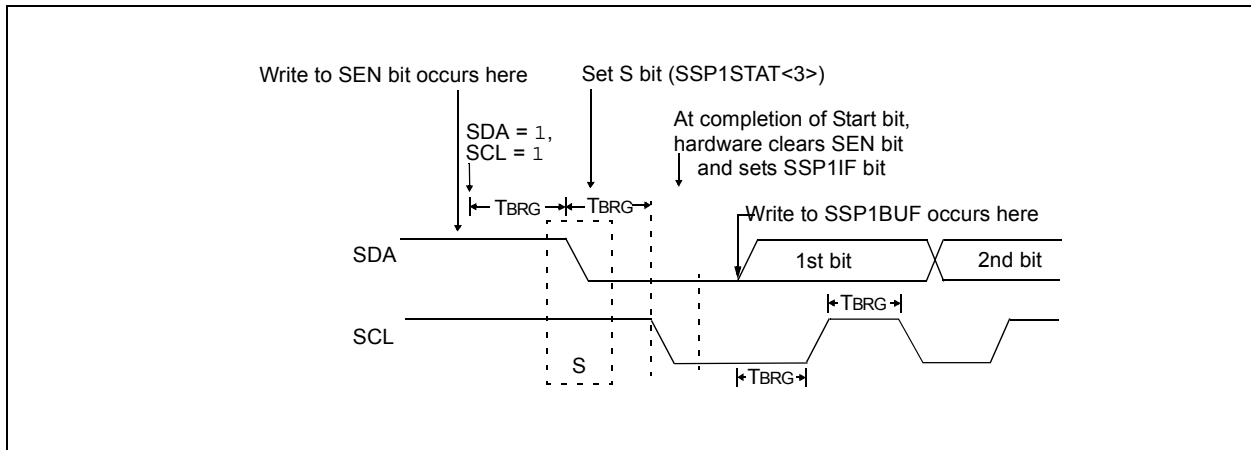 Write to SEN bit occurs here
Set S bit (SSP1STAT<3>)
At completion of Start bit,
hardware clears SEN bit
and sets SSP1IF bit
SDA = 1,
SCL = 1
TBRG
TBRG
Write to SSP1BUF occurs here
SDA
1st bit
2nd bit
TBRG
SCL
S
TBRG